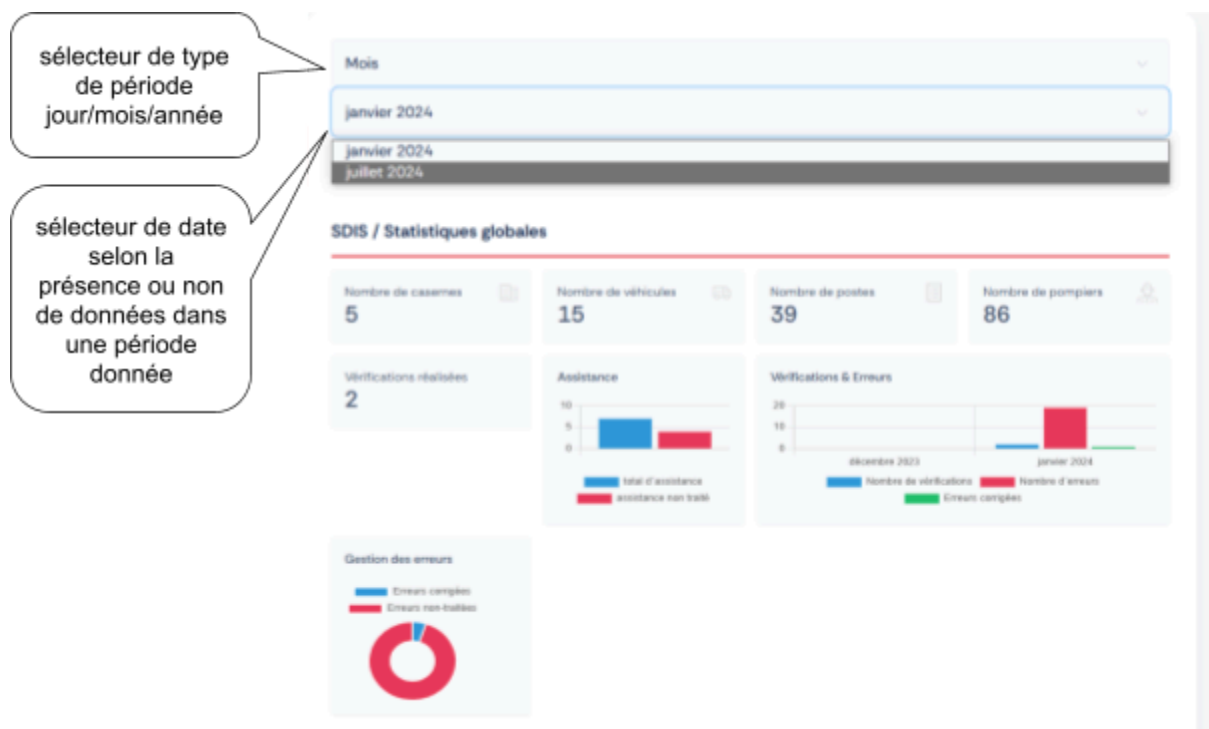 sélecteur de type
de période
jour/mois/année
sélecteur de date
selon la
présence ou non
de données dans
une période
donnée
Mois
janvier 2024
janvier 2024
juillet 2024
SDIS / Statistiques globales
Nombre de casernes
5
Nombre de véhicules
15
Nombre de postes
39
Nombre de pompiers
86
Vérifications réalisées
2
Assistance
10
5
0
total d'assistance
assistance non traité
Vérifications & Erreurs
20
10
0
décembre 2023
janvier 2024
Nombre de vérifications
Nombre d'erreurs
Erreurs corrigées
Gestion des erreurs
Erreurs corrigées
Erreurs non-traitées